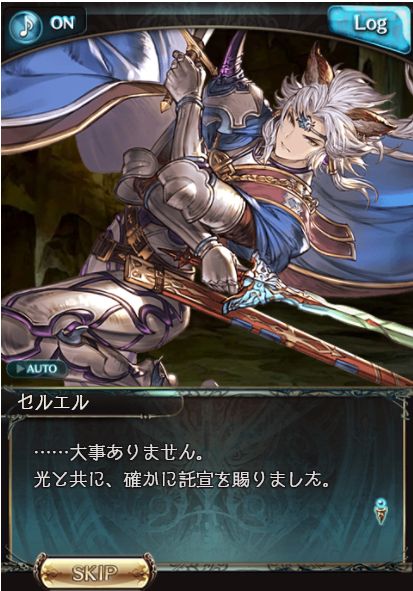 ON
Log
AUTO
セルエル
……大事ありません。
光と共に、確かに託宣を賜りました。
SKIP